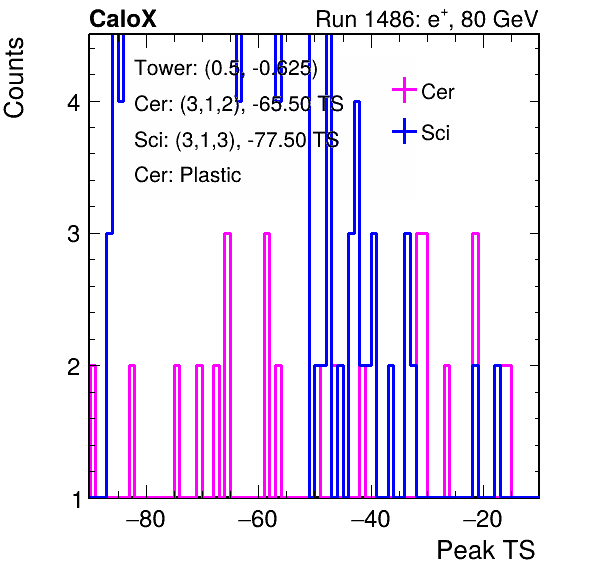 CaloX Run 1486: e+, 80 GeV
Counts
Tower: (0.5, -0.625)
Cer: (3,1,2), -65.50 TS
Sci: (3,1,3), -77.50 TS
Cer: Plastic
Cer
Sci
4
3
2
1
−80 −60 −40 −20
Peak TS